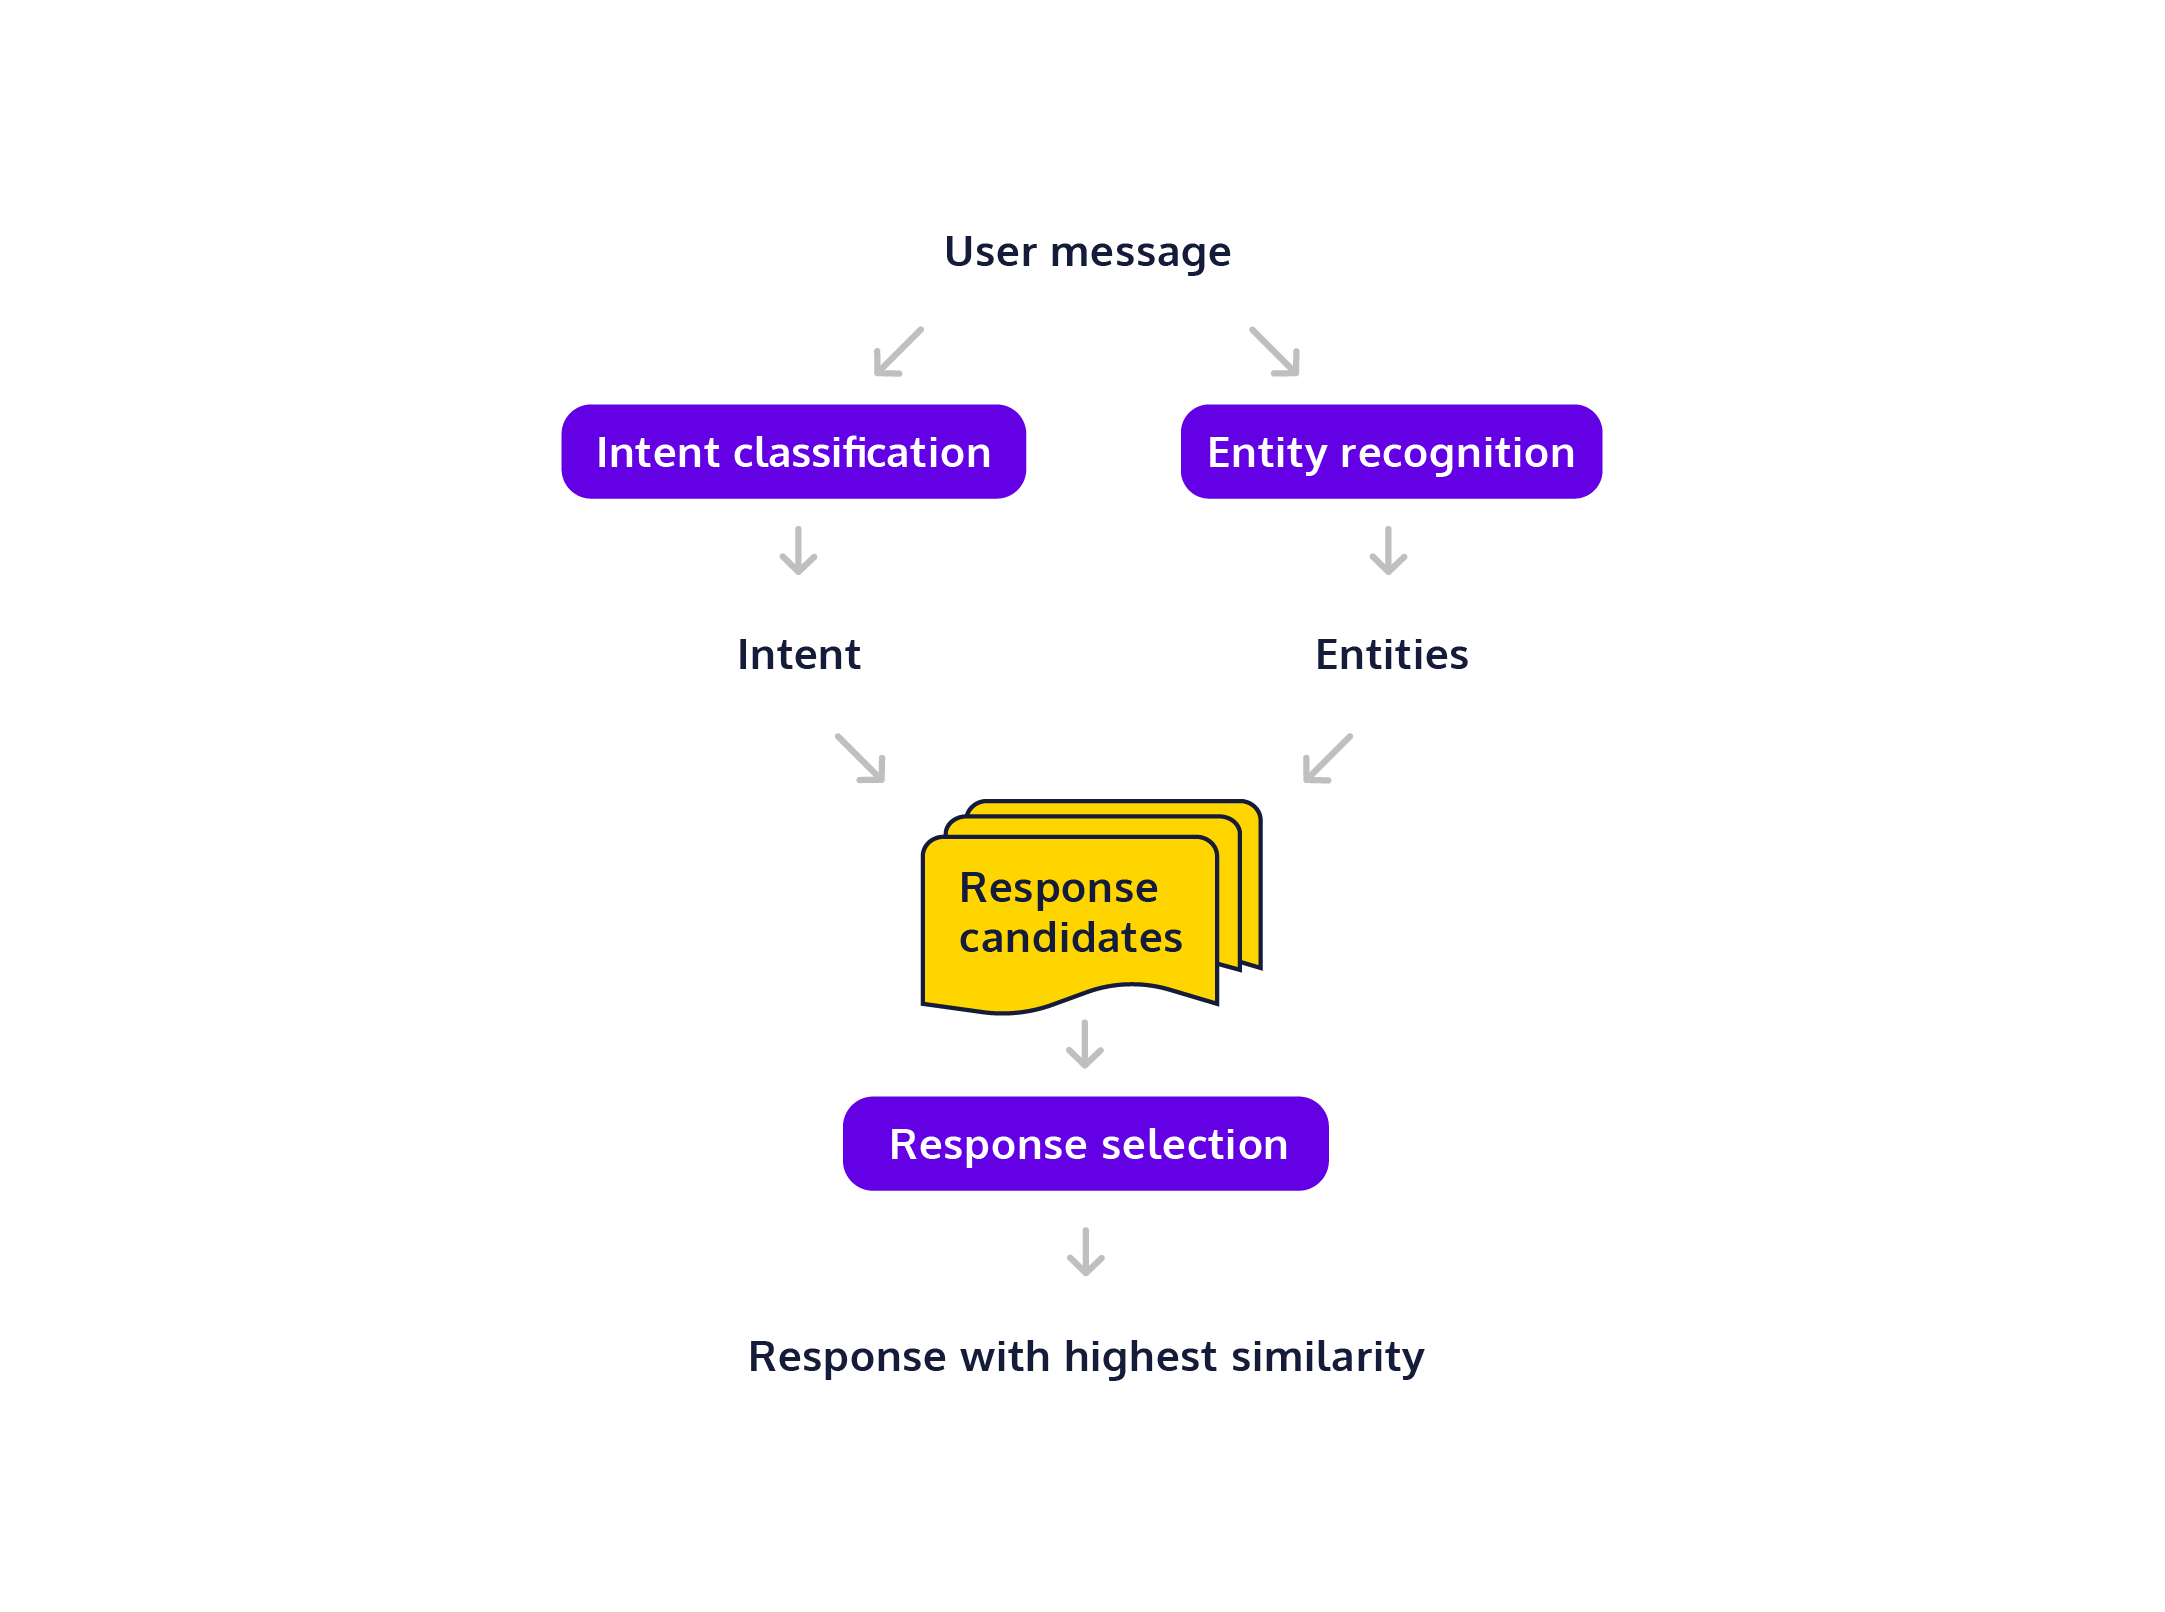 User message
Intent classification
Entity recognition
Intent
Entities
Response
candidates
Response selection
Response with highest similarity